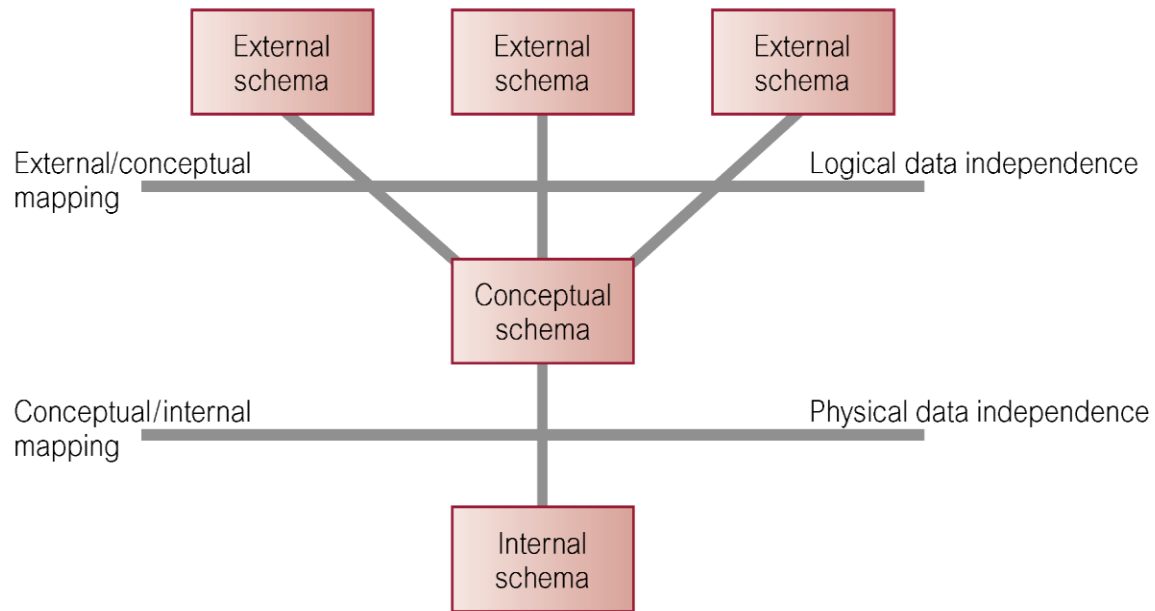 External
schema
External
schema
External
schema
External/conceptual
mapping
Logical data independence
Conceptual
schema
Conceptual/internal
mapping
Physical data independence
Internal
schema